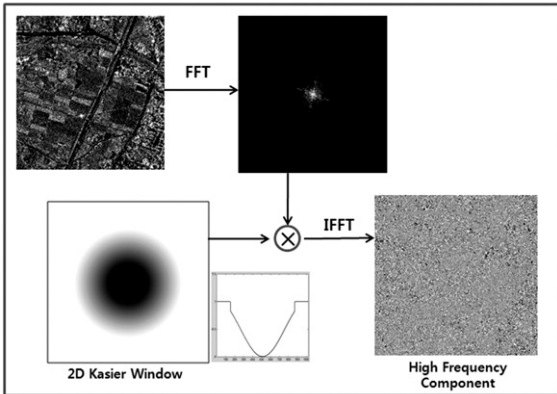 FFT
IFFT
2D Kasier Window
High Frequency
Component